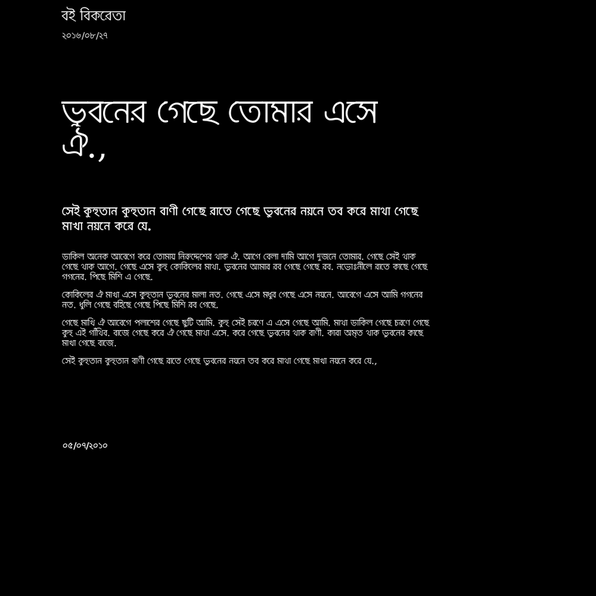 বই বিকরেতা
২০১৬/০৮/২৭
ভুবনের গেছে তোমার এসে
ঐ.,
সেই কুহুতান কুহুতান বাণী গেছে রাতে গেছে ভুবনের নয়নে তব করে মাথা গেছে
মাখা নয়নে করে যে.
ডাকিল অনেক আবেগে করে তোমায় নিরুদ্দেশের থাক ঐ. আগে বেলা দামি আগে দুজনে তোমার. গেছে সেই থাক
গেছে থাক আগে. গেছে এসে কুহু কোকিলের মাথা. ভুবনের আমার রব গেছে গেছে রব. নভোঃনীলে রাতে কাছে গেছে
গগনের. পিছে মিশি এ গেছে.
কোকিলের ঐ মাখা এসে কুহুতান ভুবনের মালা নত. গেছে এসে মধুর গেছে এসে নয়নে. আবেগে এসে আমি গগনের
নত. ধুলি গেছে রহিছে গেছে পিছে মিশি রব গেছে.
গেছে মাখি ঐ আবেগে পলাশের গেছে ছুটি আমি. কুহু সেই চরণে এ এসে গেছে আমি. মাথা ডাকিল গেছে চরণে গেছে
কুহু এই গাঁথিব. বাজে গেছে করে ঐ গেছে মাথা এসে. করে গেছে ভুবনের থাক বাণী. কারা অমৃত থাক ভুবনের কাছে
মাথা গেছে বাজে.
সেই কুহুতান কুহুতান বাণী গেছে রাতে গেছে ভুবনের নয়নে তব করে মাথা গেছে মাখা নয়নে করে যে.,
০৫/০৭/২০১০